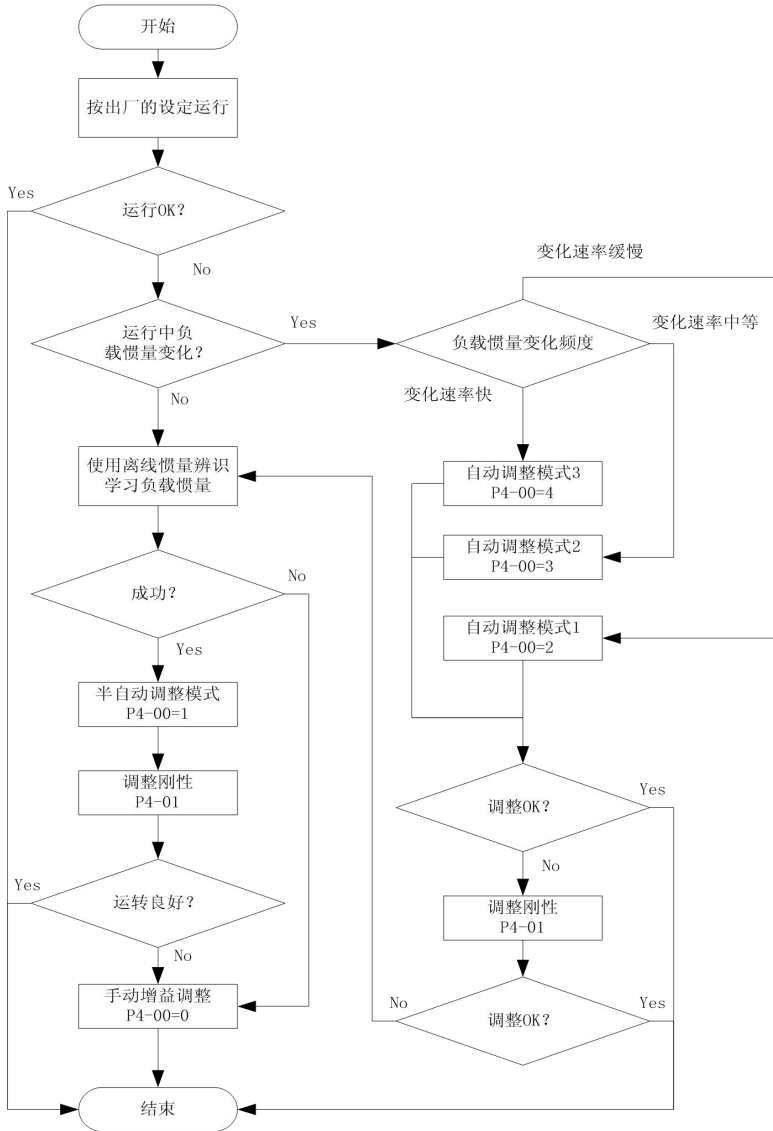 开始
按出厂的设定运行
Yes
运行OK?
No
运行中负
载惯量变化?
Yes
No
变化速率缓慢
变化速率中等
负载惯量变化频度
变化速率快
使用离线惯量辨识
学习负载惯量
成功?
No
Yes
半自动调整模式
P4-00=1
调整刚性
P4-01
Yes
运转良好?
No
手动增益调整
P4-00=0
结束
自动调整模式3
P4-00=4
自动调整模式2
P4-00=3
自动调整模式1
P4-00=2
调整OK?
Yes
No
调整刚性
P4-01
No
调整OK?
Yes